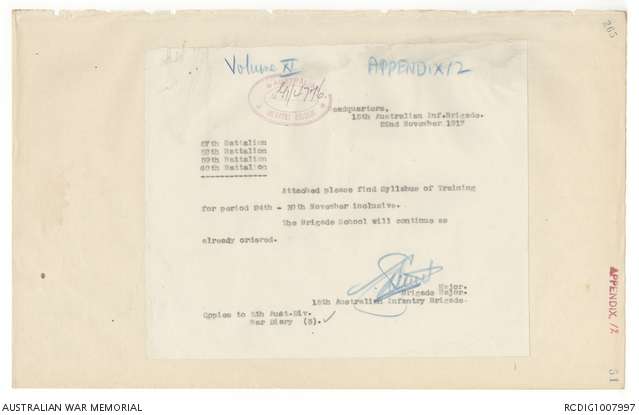 265
Volume XI APPENDIX 12
Headquarters,
15th Australian Inf.Brigade.
22nd November 1917
57th Battalion
58th Battalion
59th Battalion
60th Battalion
Attached please find Syllabus of Training
for period 24th - 30th November inclusive.
The Brigade School will continue as
already ordered.
Major.
Brigade Major.
15th Australian Infantry Brigade.
Copies to 5th Aust.Div.
War Diary (3). ✓
APPENDIX. 12
51
AUSTRALIAN WAR MEMORIAL
RCDIG1007997